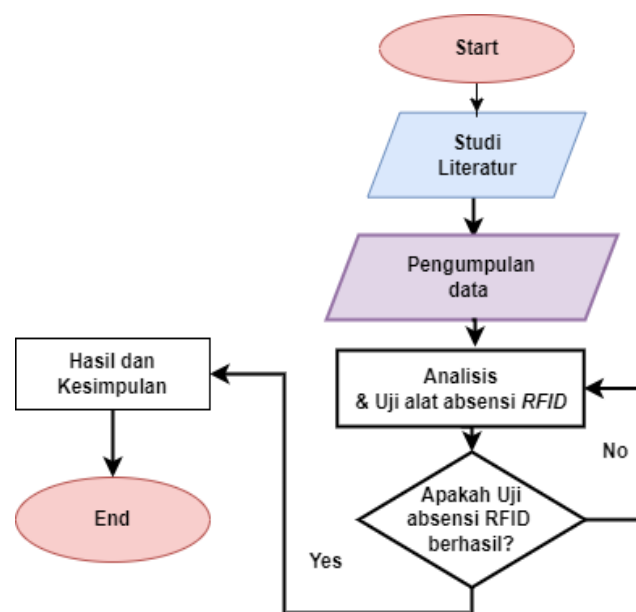 Start
Studi
Literatur
Pengumpulan
data
Analisis
& Uji alat absensi RFID
Apakah Uji
absensi RFID
berhasil?
No
Yes
Hasil dan
Kesimpulan
End